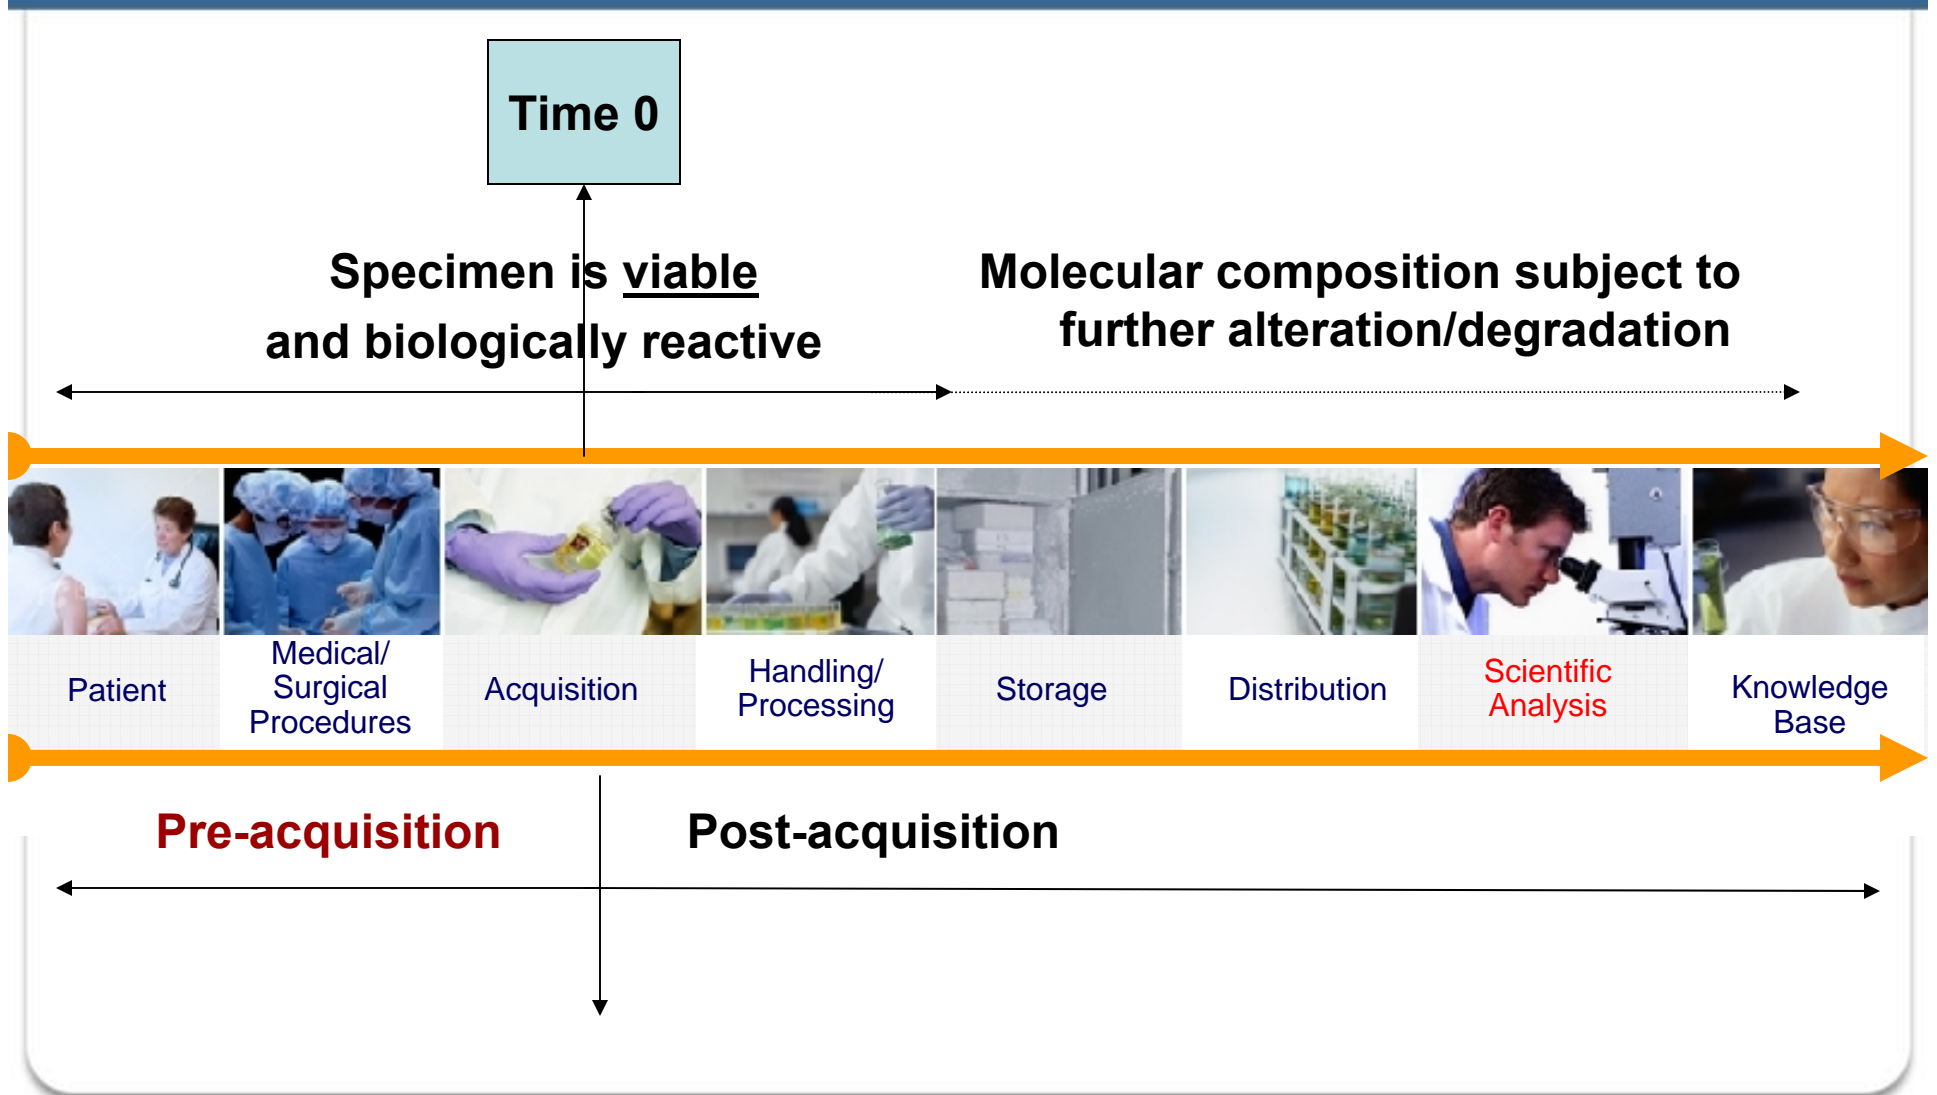 Time 0
Specimen is viable
and biologically reactive
Molecular composition subject to
further alteration/degradation
Patient
Medical/
Surgical
Procedures
Acquisition
Handling/
Processing
Storage
Distribution
Scientific
Analysis
Knowledge
Base
Pre-acquisition
Post-acquisition